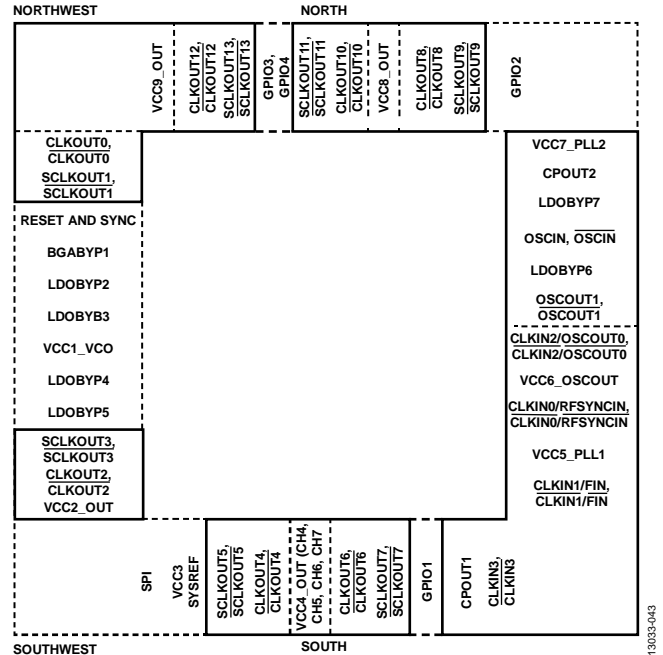 NORTHWEST
NORTH
VCC9_OUT
CLKOUT12,
CLKOUT12
SCLKOUT13,
SCLKOUT13
GPIO3,
GPIO4
SCLKOUT11,
SCLKOUT11
CLKOUT10,
CLKOUT10
VCC8_OUT
CLKOUT8,
CLKOUT8
SCLKOUT9,
SCLKOUT9
GPIO2
CLKOUT0,
CLKOUT0
SCLKOUT1,
SCLKOUT1
RESET AND SYNC
BGABYP1
LDOBYP2
LDOBYB3
VCC1_VCO
LDOBYP4
LDOBYP5
SCLKOUT3,
SCLKOUT3
CLKOUT2,
CLKOUT2
VCC2_OUT
VCC7_PLL2
CPOUT2
LDOBYP7
OSCIN, OSCIN
LDOBYP6
OSCOUT1,
OSCOUT1
CLKIN2/OSCOUT0,
CLKIN2/OSCOUT0
VCC6_OSCOUT
CLKIN0/RFSYNCIN,
CLKIN0/RFSYNCIN
VCC5_PLL1
CLKIN1/FIN,
CLKIN1/FIN
SPI
VCC3
SYSREF
SCLKOUT5,
SCLKOUT5
CLKOUT4,
CLKOUT4
VCC4_OUT (CH4,
CH5, CH6, CH7
CLKOUT6,
CLKOUT6
SCLKOUT7,
SCLKOUT7
GPIO1
CPOUT1
CLKIN3,
CLKIN3
SOUTHWEST
SOUTH
13033-043